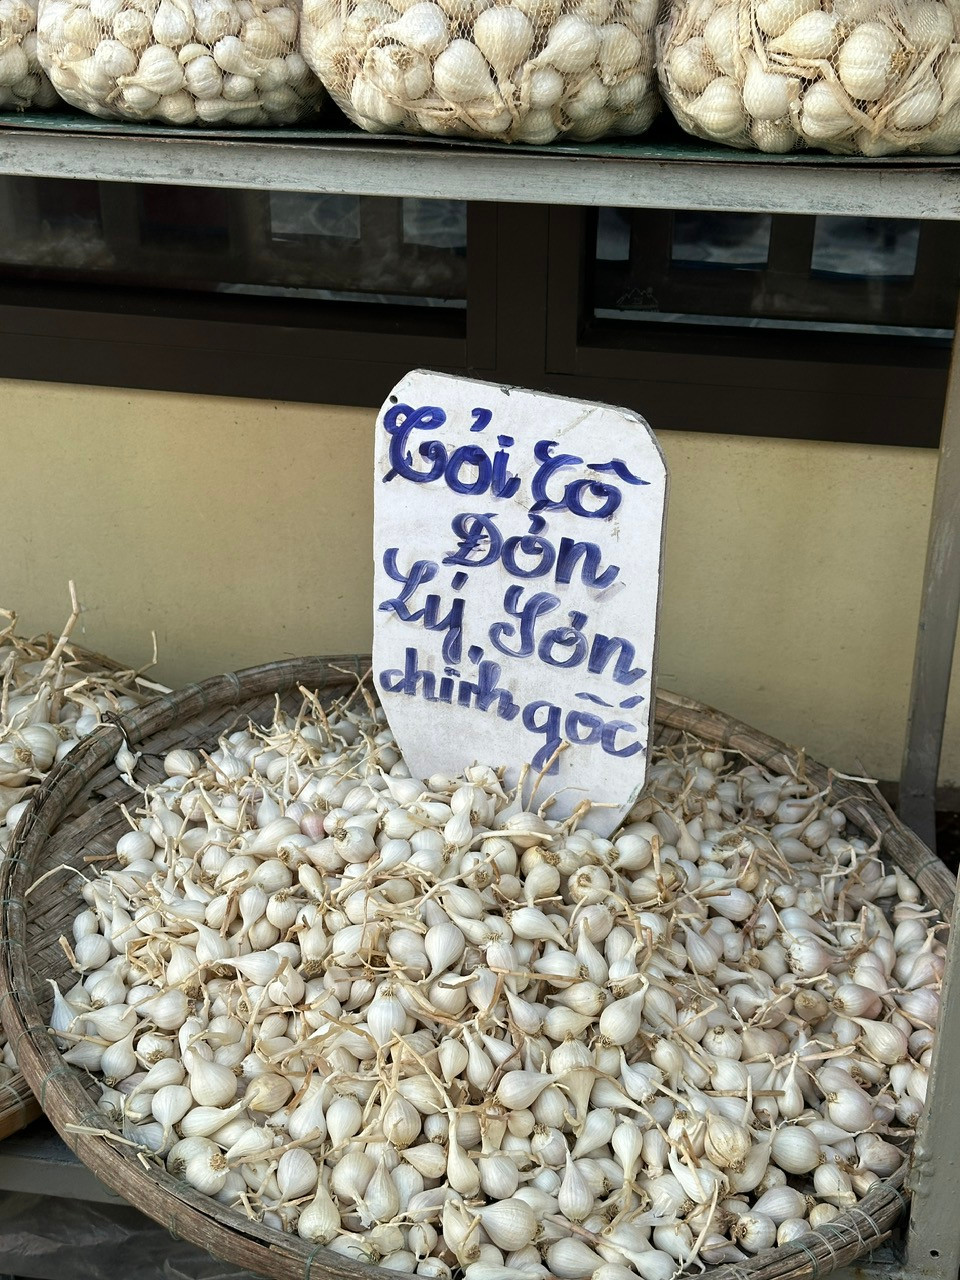 Tỏi Cô
Đơn
Lý Sơn
chính gốc